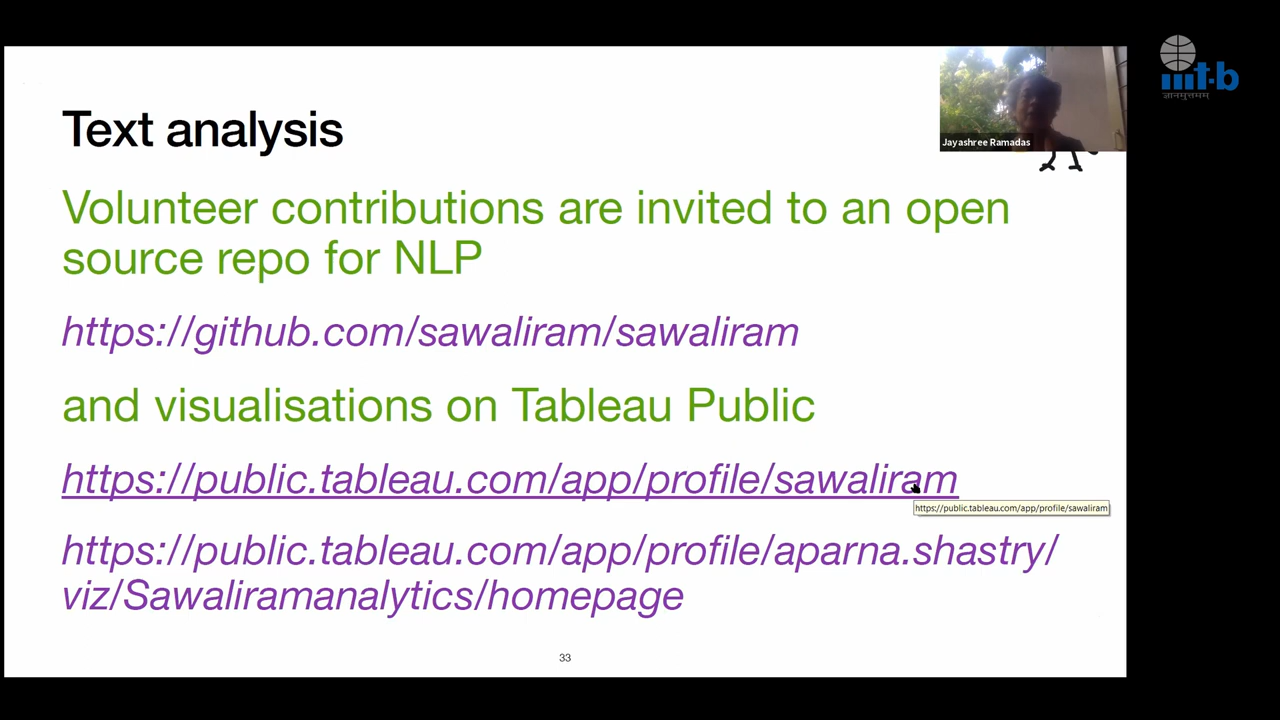 iiit-b
ज्ञानमुत्तमम्
Jayashree Ramadas
Text analysis
Volunteer contributions are invited to an open
source repo for NLP
https://github.com/sawaliram/sawaliram
and visualisations on Tableau Public
https://public.tableau.com/app/profile/sawaliram
https://public.tableau.com/app/profile/sawaliram
https://public.tableau.com/app/profile/aparna.shastry/
viz/Sawaliramanalytics/homepage
33